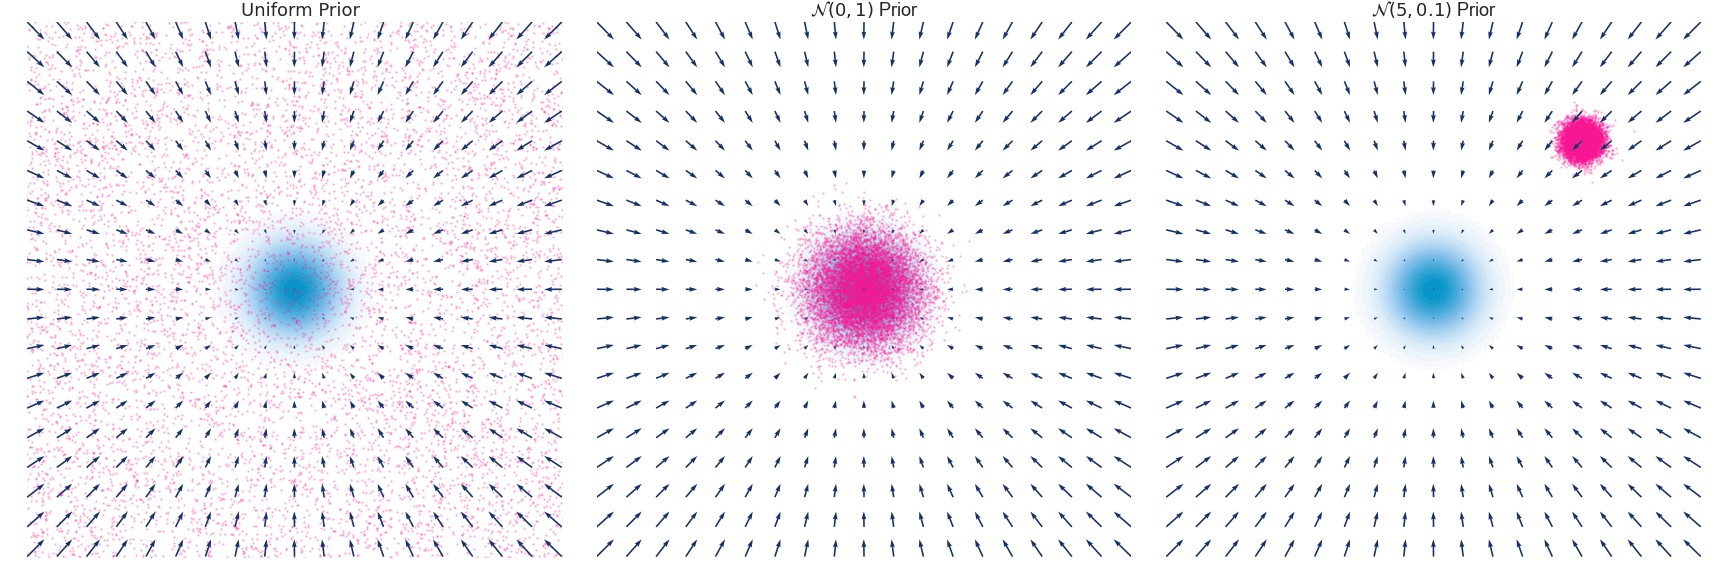 Uniform Prior
𝒩(0, 1) Prior
𝒩(5, 0.1) Prior